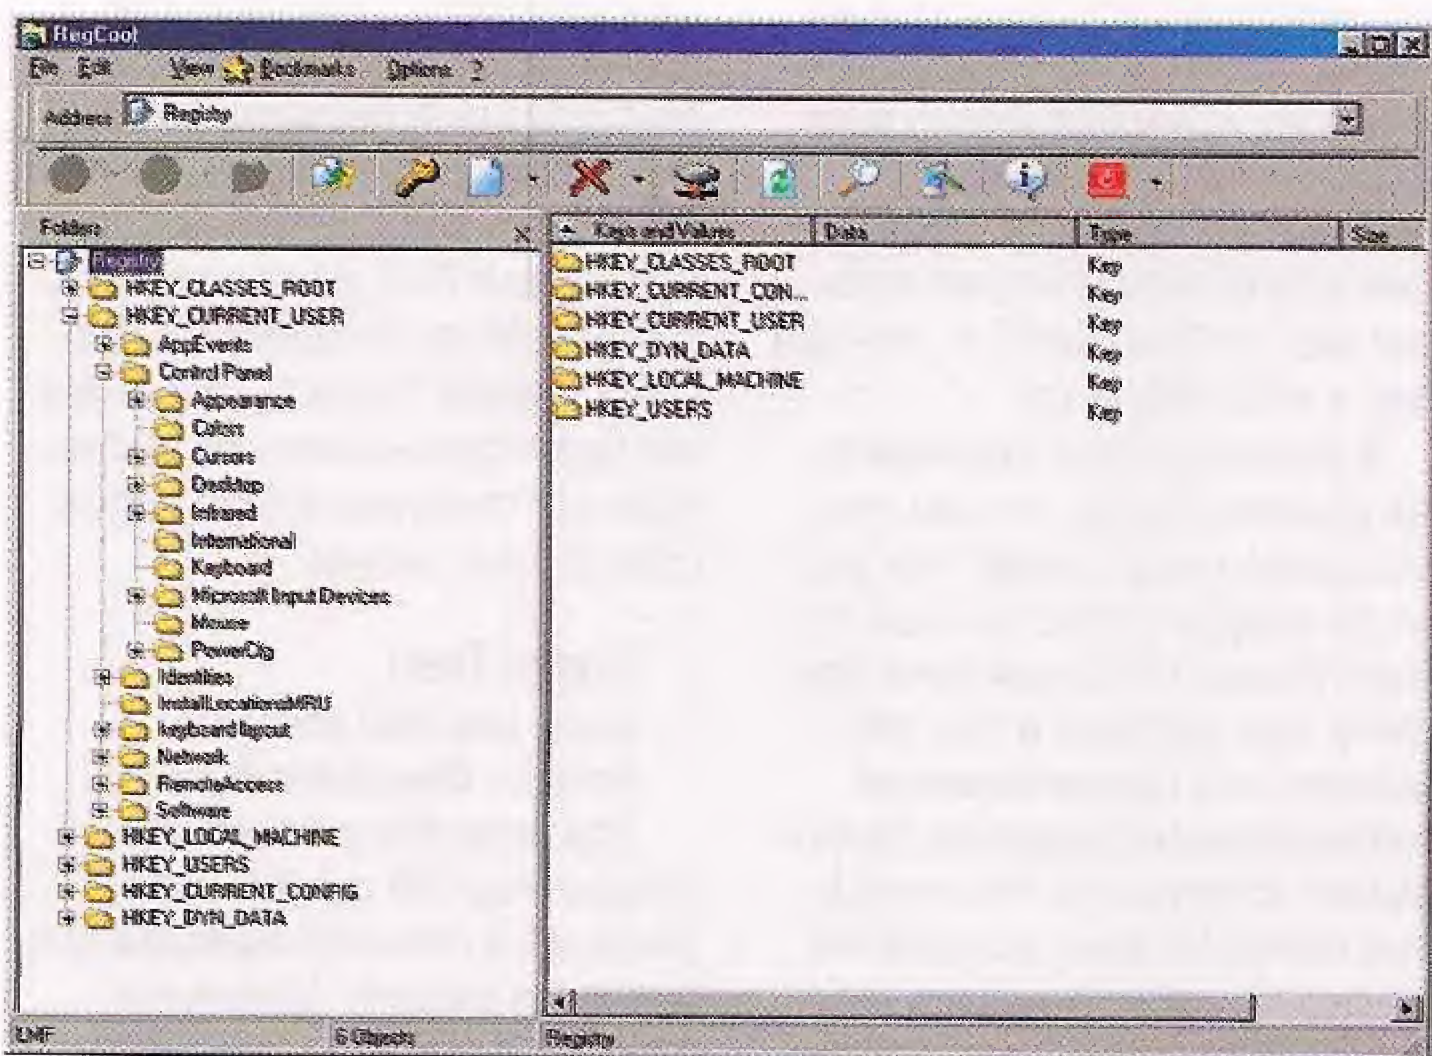 RegCool
File Edit View Bookmarks Options ?
Address Registry
Folders
Registry
HKEY_CLASSES_ROOT
HKEY_CURRENT_USER
AppEvents
Control Panel
Appearance
Colors
Cursors
Desktop
Infrared
International
Keyboard
Microsoft Input Devices
Mouse
PowerCfg
Identities
InstallLocationsMRU
keyboard layout
Network
RemoteAccess
Software
HKEY_LOCAL_MACHINE
HKEY_USERS
HKEY_CURRENT_CONFIG
HKEY_DYN_DATA
Keys and Values Data Type Size
HKEY_CLASSES_ROOT Key
HKEY_CURRENT_CON... Key
HKEY_CURRENT_USER Key
HKEY_DYN_DATA Key
HKEY_LOCAL_MACHINE Key
HKEY_USERS Key
6 Objects Registry